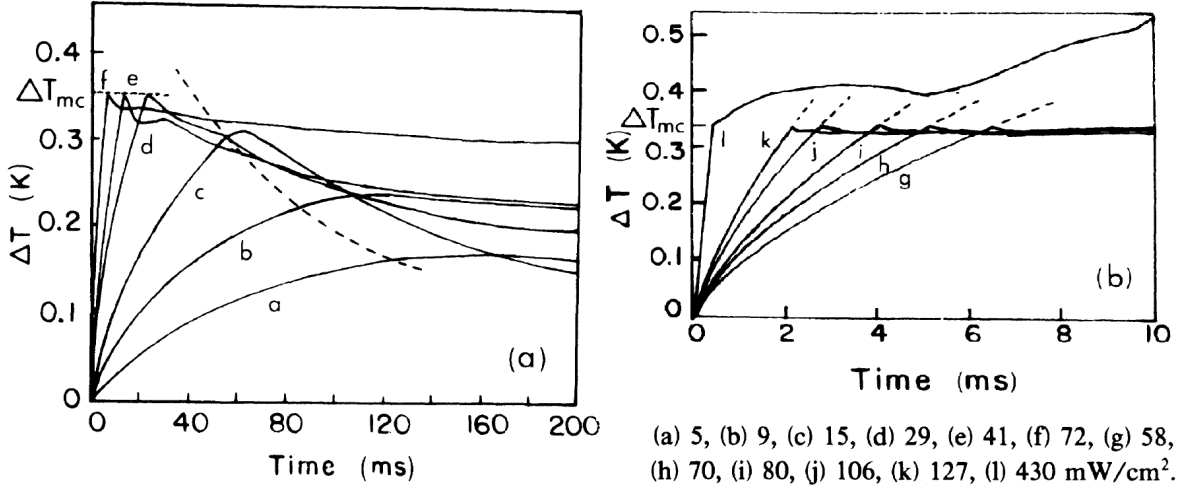 0.4
ΔTmc
0.3
0.2
0.1
0
ΔT (K)
f e
d
c
b
a
(a)
0 40 80 120 160 200
Time (ms)
0.5
0.4
ΔTmc
0.3
0.2
0.1
0
ΔT (K)
l k j i h g
(b)
0 2 4 6 8 10
Time (ms)
(a) 5, (b) 9, (c) 15, (d) 29, (e) 41, (f) 72, (g) 58,
(h) 70, (i) 80, (j) 106, (k) 127, (l) 430 mW/cm².